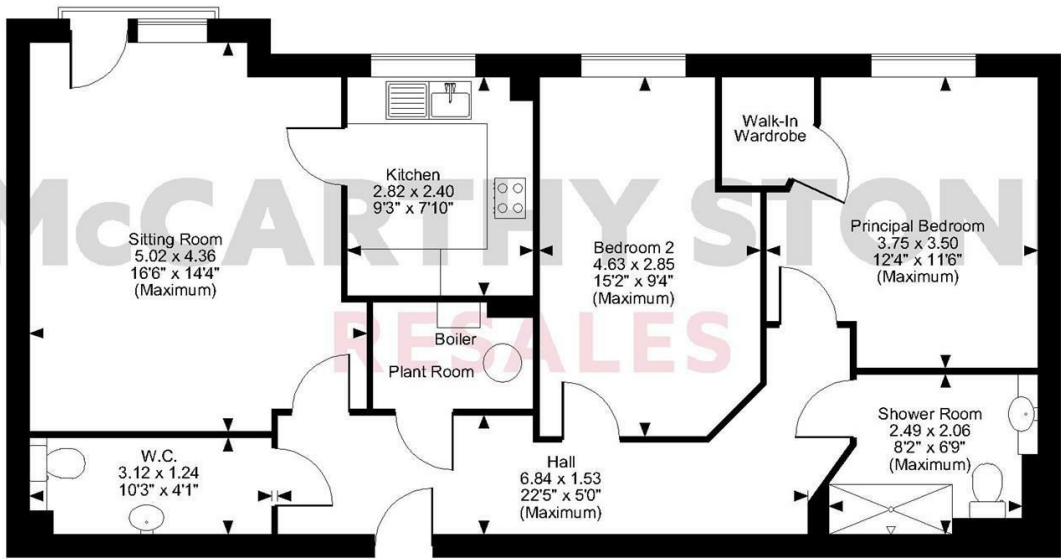 McCARTHY STONE
RESALES
Sitting Room
5.02 x 4.36
16'6" x 14'4"
(Maximum)
Kitchen
2.82 x 2.40
9'3" x 7'10"
Boiler
Plant Room
Bedroom 2
4.63 x 2.85
15'2" x 9'4"
(Maximum)
Walk-In
Wardrobe
Principal Bedroom
3.75 x 3.50
12'4" x 11'6"
(Maximum)
W.C.
3.12 x 1.24
10'3" x 4'1"
Hall
6.84 x 1.53
22'5" x 5'0"
(Maximum)
Shower Room
2.49 x 2.06
8'2" x 6'9"
(Maximum)